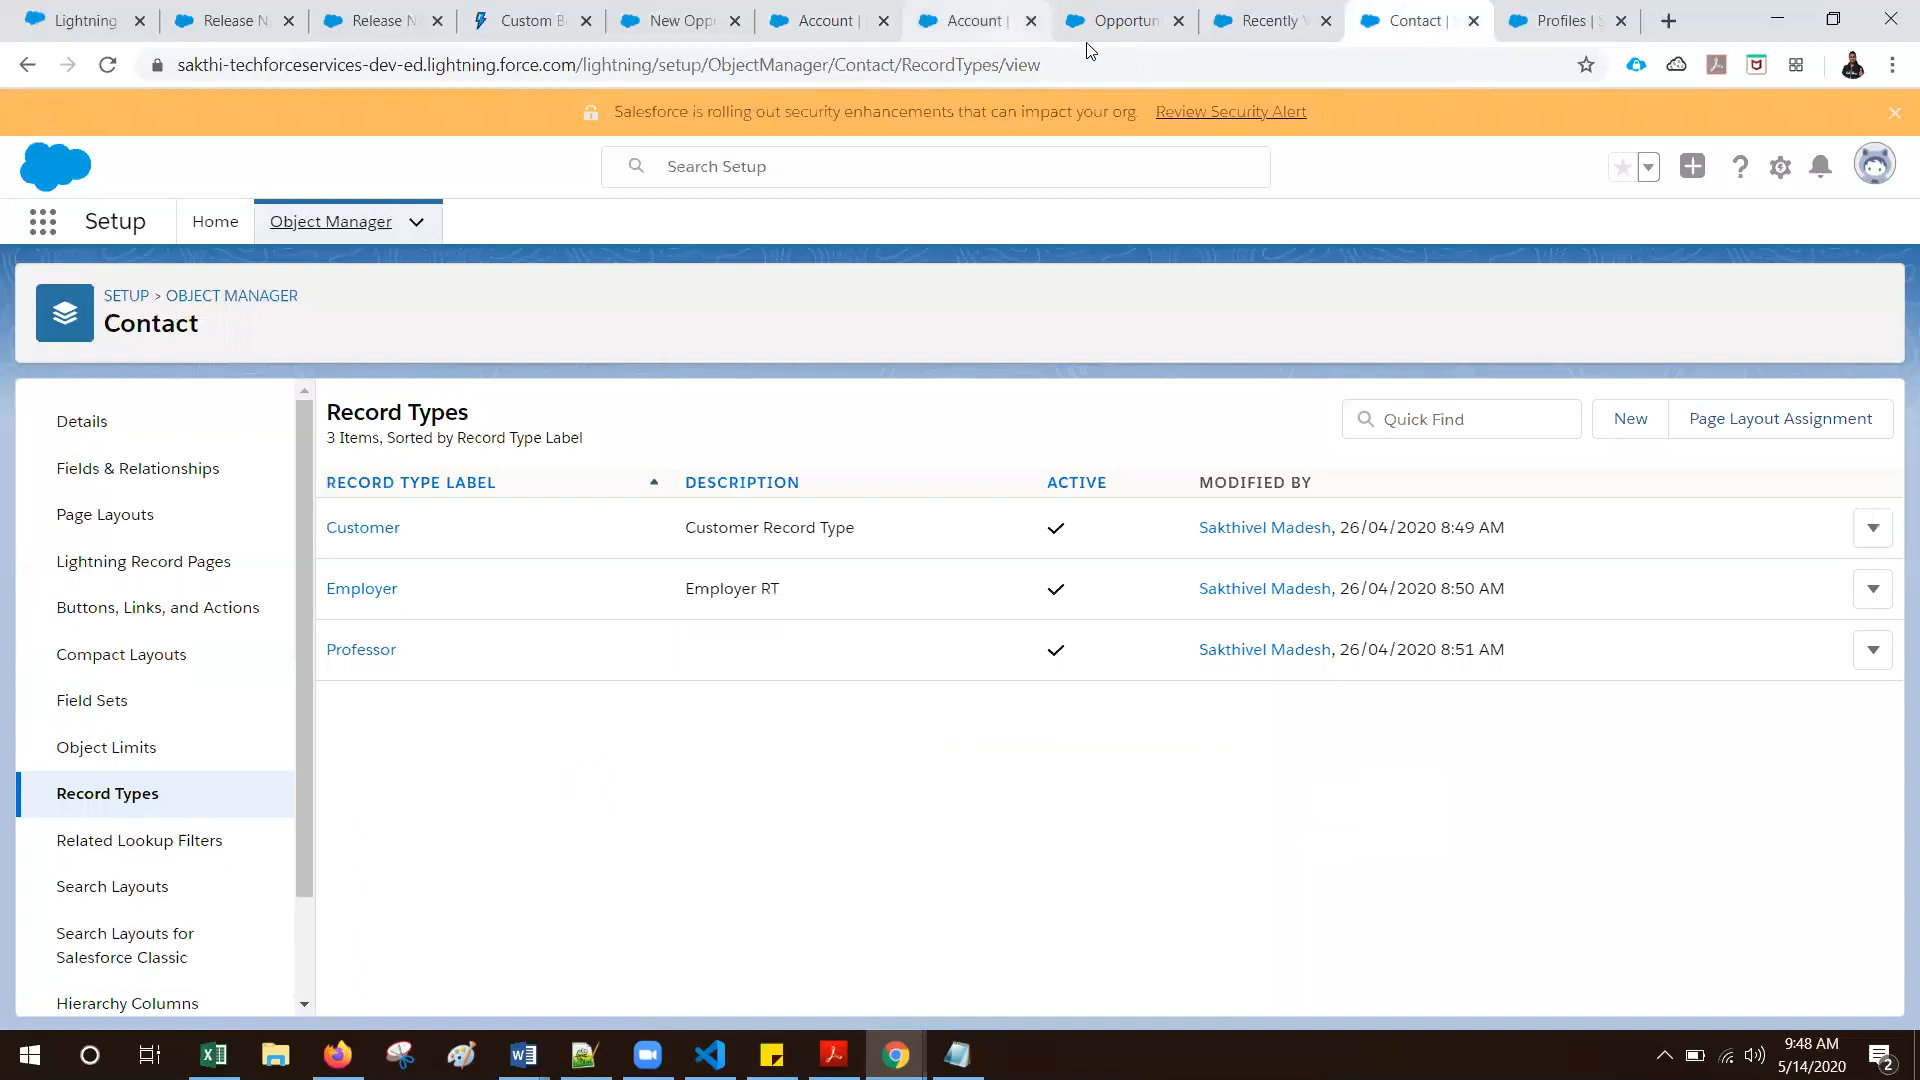 Lightning
Release N
Release N
Custom B
New Opp
Account |
Account |
Opportun
Recently V
Contact |
Profiles | S
sakthi-techforceservices-dev-ed.lightning.force.com/lightning/setup/ObjectManager/Contact/RecordTypes/view
Salesforce is rolling out security enhancements that can impact your org. Review Security Alert
Search Setup
Setup
Home
Object Manager
SETUP > OBJECT MANAGER
Contact
Details
Fields & Relationships
Page Layouts
Lightning Record Pages
Buttons, Links, and Actions
Compact Layouts
Field Sets
Object Limits
Record Types
Related Lookup Filters
Search Layouts
Search Layouts for
Salesforce Classic
Hierarchy Columns
Record Types
3 Items, Sorted by Record Type Label
Quick Find
New
Page Layout Assignment
RECORD TYPE LABEL DESCRIPTION ACTIVE MODIFIED BY
Customer Customer Record Type Sakthivel Madesh, 26/04/2020 8:49 AM
Employer Employer RT Sakthivel Madesh, 26/04/2020 8:50 AM
Professor Sakthivel Madesh, 26/04/2020 8:51 AM
9:48 AM
5/14/2020
2